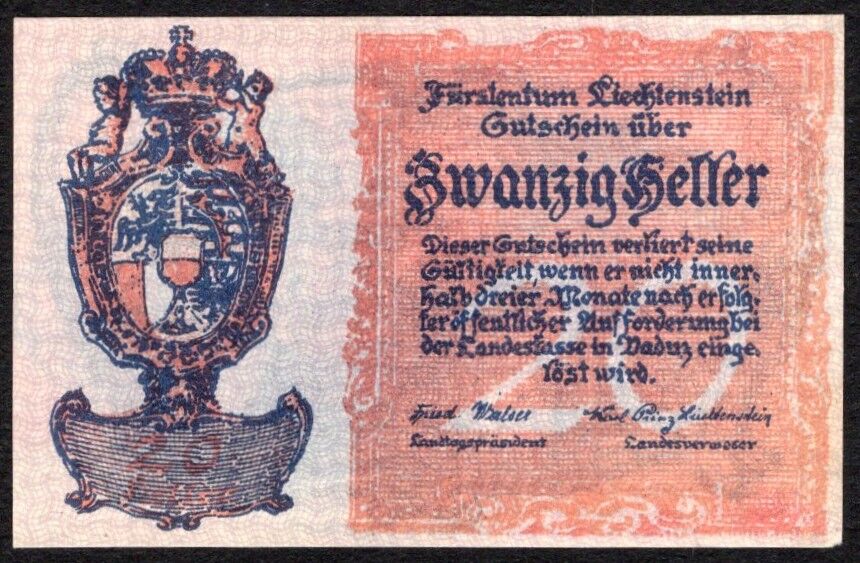 Fürstentum Liechtenstein
Gutschein über
Zwanzig Heller
Dieser Gutschein verliert seine
Gültigkeit, wenn er nicht inner-
halb dreier Monate nach erfolg-
ter öffentlicher Aufforderung bei
der Landeskasse in Vaduz einge-
löst wird.
20
Fried. Walser Karl Prinz Liechtenstein
Landtagspräsident Landesverweser
20